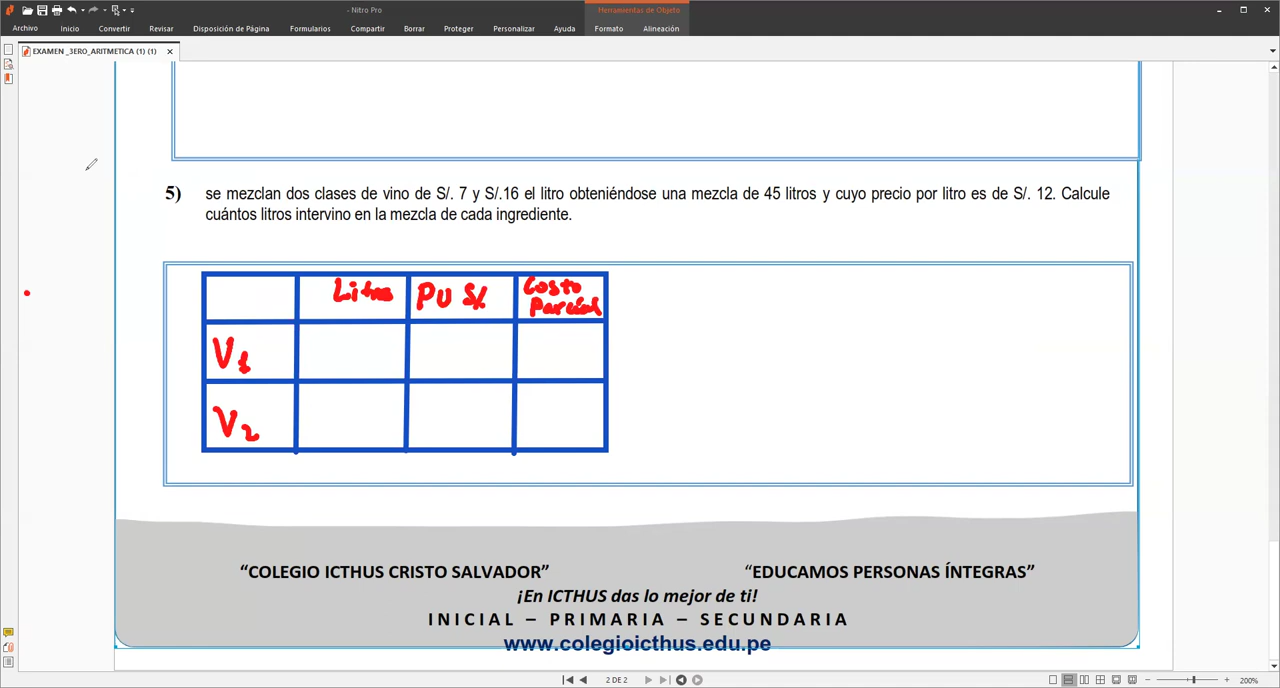 - Nitro Pro
Herramientas de Objeto
Archivo Inicio Convertir Revisar Disposición de Página Formularios Compartir Borrar Proteger Personalizar Ayuda Formato Alineación
EXAMEN _3ERO_ARITMETICA (1) (1)
5) se mezclan dos clases de vino de S/. 7 y S/.16 el litro obteniéndose una mezcla de 45 litros y cuyo precio por litro es de S/. 12. Calcule
cuántos litros intervino en la mezcla de cada ingrediente.
Litros PU S/. Costo
Parcial
V1
V2
“COLEGIO ICTHUS CRISTO SALVADOR” “EDUCAMOS PERSONAS ÍNTEGRAS”
¡En ICTHUS das lo mejor de ti!
INICIAL – PRIMARIA – SECUNDARIA
www.colegioicthus.edu.pe
2 DE 2
200%